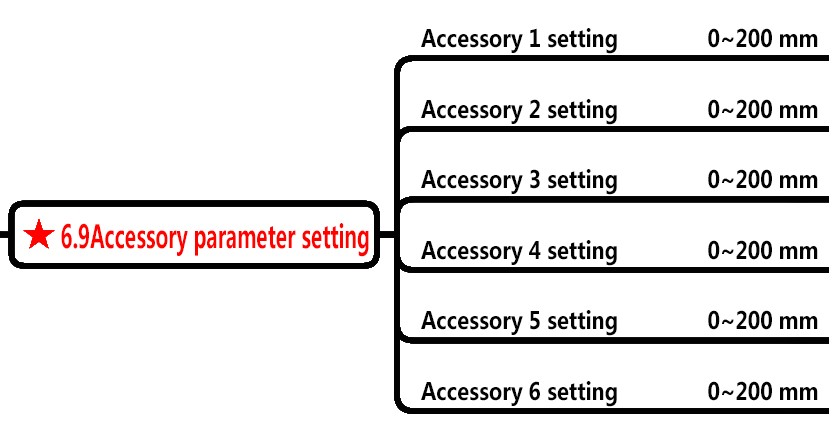 Accessory 1 setting 0~200 mm
Accessory 2 setting 0~200 mm
Accessory 3 setting 0~200 mm
★ 6.9Accessory parameter setting
Accessory 4 setting 0~200 mm
Accessory 5 setting 0~200 mm
Accessory 6 setting 0~200 mm